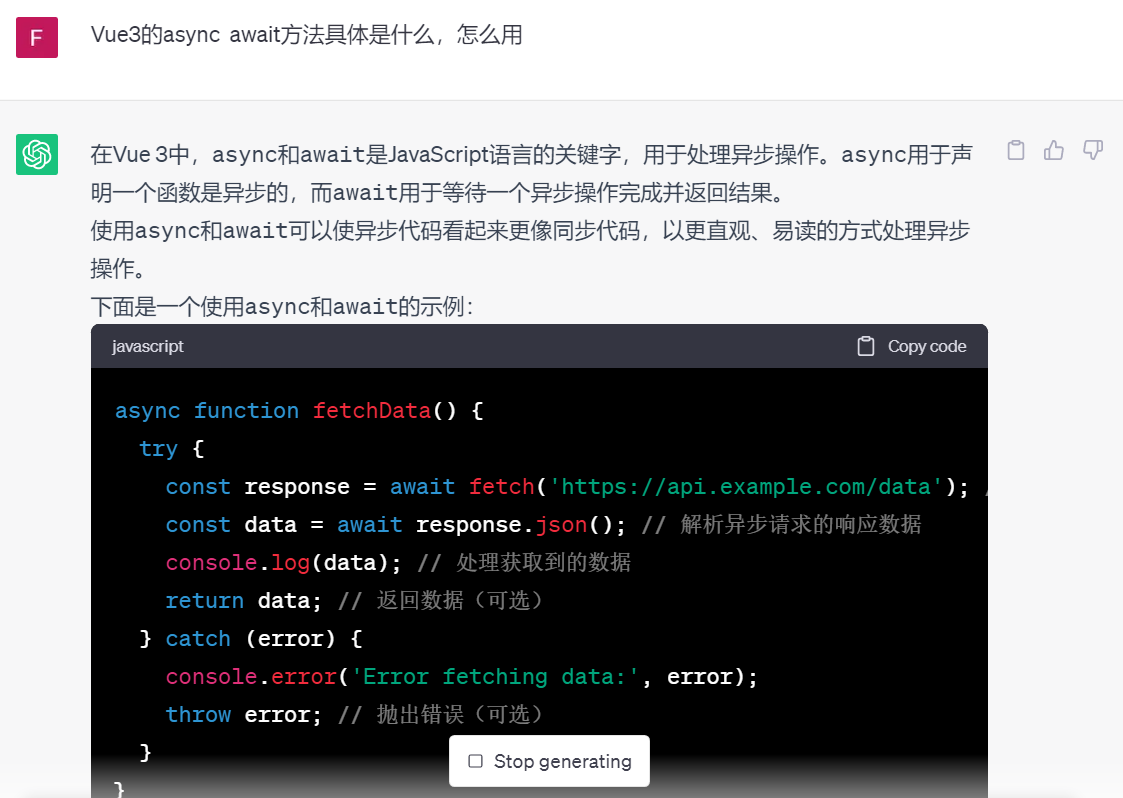 F
Vue3的async await方法具体是什么，怎么用
在Vue 3中，async和await是JavaScript语言的关键字，用于处理异步操作。async用于声
明一个函数是异步的，而await用于等待一个异步操作完成并返回结果。
使用async和await可以使异步代码看起来更像同步代码，以更直观、易读的方式处理异步
操作。
下面是一个使用async和await的示例：
javascript Copy code
async function fetchData() {
  try {
    const response = await fetch('https://api.example.com/data'); 
    const data = await response.json(); // 解析异步请求的响应数据
    console.log(data); // 处理获取到的数据
    return data; // 返回数据（可选）
  } catch (error) {
    console.error('Error fetching data:', error);
    throw error; // 抛出错误（可选）
  }
}
Stop generating